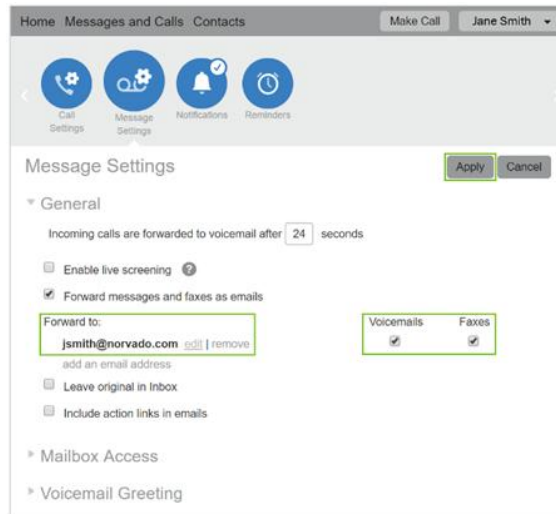 Home Messages and Calls Contacts Make Call Jane Smith
Call Settings
Message Settings
Notifications
Reminders
Message Settings Apply Cancel
General
Incoming calls are forwarded to voicemail after 24 seconds
Enable live screening ?
Forward messages and faxes as emails
Forward to: Voicemails Faxes
jsmith@norvado.com edit | remove
add an email address
Leave original in Inbox
Include action links in emails
Mailbox Access
Voicemail Greeting